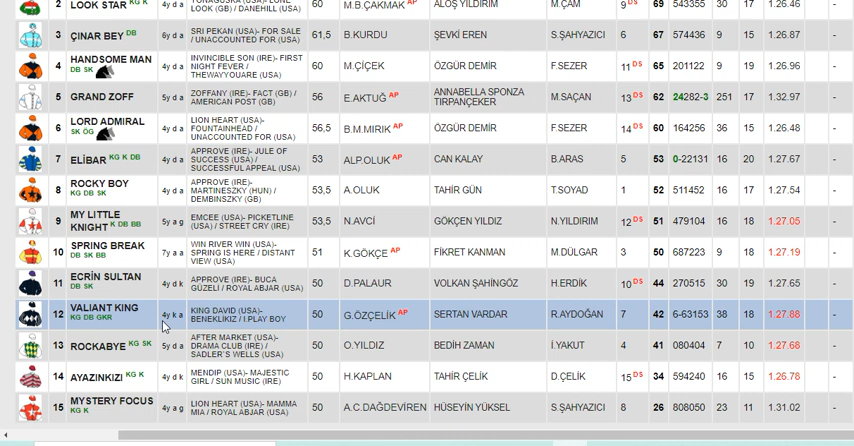 2 LOOK STAR KG K 4y d a YONAGUSKA (USA)- LONE LOOK (GB) / DANEHILL (USA) 60 M.B.ÇAKMAK AP ALOŞ YILDIRIM M.ÇAM 9 DS 69 543355 30 17 1.26.46 -
3 ÇINAR BEY DB 6y d a SRI PEKAN (USA)- FOR SALE / UNACCOUNTED FOR (USA) 61,5 B.KURDU ŞEVKİ EREN S.ŞAHYAZICI 6 67 574436 9 15 1.26.87 -
4 HANDSOME MAN DB SK 4y d a INVINCIBLE SON (IRE)- FIRST NIGHT FEVER / THEWAYYOUARE (USA) 60 M.ÇİÇEK ÖZGÜR DEMİR F.SEZER 11 DS 65 201122 9 19 1.26.96 -
5 GRAND ZOFF 5y d a ZOFFANY (IRE)- FACT (GB) / AMERICAN POST (GB) 56 E.AKTUĞ AP ANNABELLA SPONZA TIRPANÇEKER M.SAÇAN 13 DS 62 24282-3 251 17 1.32.97 -
6 LORD ADMIRAL SK ÖG 4y d a LION HEART (USA)- FOUNTAINHEAD / UNACCOUNTED FOR (USA) 56,5 B.M.MIRIK AP ÖZGÜR DEMİR F.SEZER 14 DS 60 164256 36 15 1.26.48 -
7 ELİBAR KG K DB 4y d a APPROVE (IRE)- JULE OF SUCCESS (USA) / SUCCESSFUL APPEAL (USA) 53 ALP.OLUK AP CAN KALAY B.ARAS 5 53 0-22131 16 20 1.27.67 -
8 ROCKY BOY KG DB SK 4y d a APPROVE (IRE)- MARTINESZKY (HUN) / DEMBINSZKY (GB) 53,5 A.OLUK TAHİR GÜN T.SOYAD 1 52 511452 16 17 1.27.54 -
9 MY LITTLE KNIGHT K DB BB 5y a g EMCEE (USA)- PICKETLINE (USA) / STREET CRY (IRE) 53,5 N.AVCİ GÖKÇEN YILDIZ N.YILDIRIM 12 DS 51 479104 16 18 1.27.05 -
10 SPRING BREAK DB SK BB 7y a a WIN RIVER WIN (USA)- SPRING IS HERE / DISTANT VIEW (USA) 51 K.GÖKÇE AP FİKRET KANMAN M.DÜLGAR 3 50 687223 9 18 1.27.19 -
11 ECRİN SULTAN DB SK 4y d k APPROVE (IRE)- BUCA GÜZELİ / ROYAL ABJAR (USA) 50 D.PALAUR VOLKAN ŞAHİNGÖZ H.ERDİK 10 DS 44 270515 30 19 1.27.65 -
12 VALIANT KING KG DB GKR 4y k a KING DAVID (USA)- BENEKLIKIZ / I.PLAY BOY 50 G.ÖZÇELİK AP SERTAN VARDAR R.AYDOĞAN 7 42 6-63153 38 18 1.27.88 -
13 ROCKABYE KG SK 5y d a AFTER MARKET (USA)- DRAMA CLUB (IRE) / SADLER'S WELLS (USA) 50 O.YILDIZ BEDİH ZAMAN İ.YAKUT 4 41 080404 7 10 1.27.68 -
14 AYAZINKIZI KG K 4y d k MENDIP (USA)- MAJESTIC GIRL / SUN MUSIC (IRE) 50 H.KAPLAN TAHİR ÇELİK D.ÇELİK 15 DS 34 594240 16 15 1.26.78 -
15 MYSTERY FOCUS KG K 4y a g LION HEART (USA)- MAMMA MIA / ROYAL ABJAR (USA) 50 A.C.DAĞDEVİREN HÜSEYİN YÜKSEL S.ŞAHYAZICI 8 26 808050 23 11 1.31.02 -